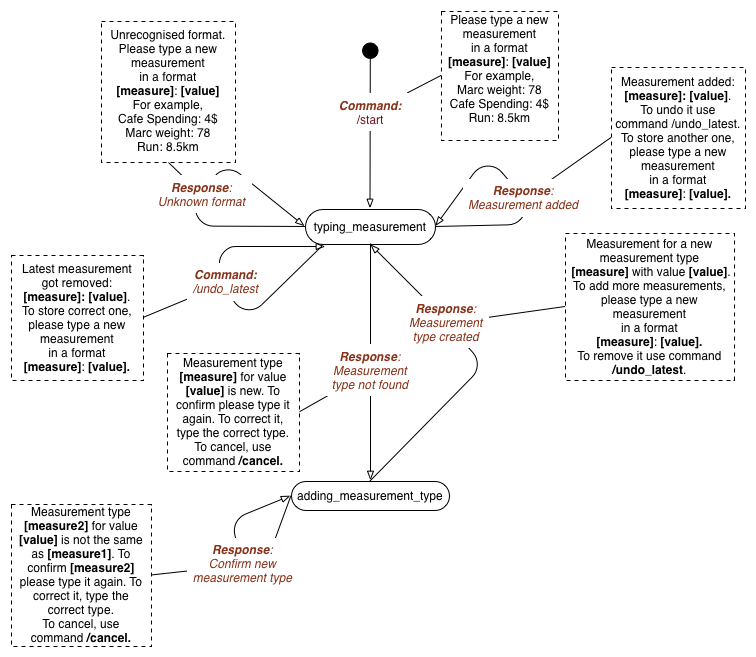 Unrecognised format.
Please type a new
measurement
in a format
[measure]: [value]
For example,
Cafe Spending: 4$
Marc weight: 78
Run: 8.5km
Command:
/start
Please type a new
measurement
in a format
[measure]: [value]
For example,
Marc weight: 78
Cafe Spending: 4$
Run: 8.5km
Measurement added:
[measure]: [value].
To undo it use
command /undo_latest.
To store another one,
please type a new
measurement
in a format
[measure]: [value].
Response:
Unknown format
Response:
Measurement added
typing_measurement
Latest measurement
got removed:
[measure]: [value].
To store correct one,
please type a new
measurement
in a format
[measure]: [value].
Command:
/undo_latest
Measurement for a new
measurement type
[measure] with value [value].
To add more measurements,
please type a new
measurement
in a format
[measure]: [value].
To remove it use command
/undo_latest.
Response:
Measurement
type created
Response:
Measurement
type not found
Measurement type
[measure] for value
[value] is new. To
confirm please type it
again. To correct it,
type the correct type.
To cancel, use
command /cancel.
adding_measurement_type
Measurement type
[measure2] for value
[value] is not the same
as [measure1]. To
confirm [measure2]
please type it again. To
correct it, type the
correct type.
To cancel, use
command /cancel.
Response:
Confirm new
measurement type